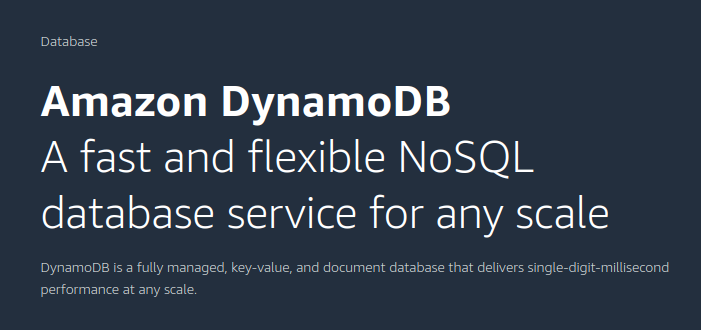 Database
Amazon DynamoDB
A fast and flexible NoSQL
database service for any scale
DynamoDB is a fully managed, key-value, and document database that delivers single-digit-millisecond
performance at any scale.